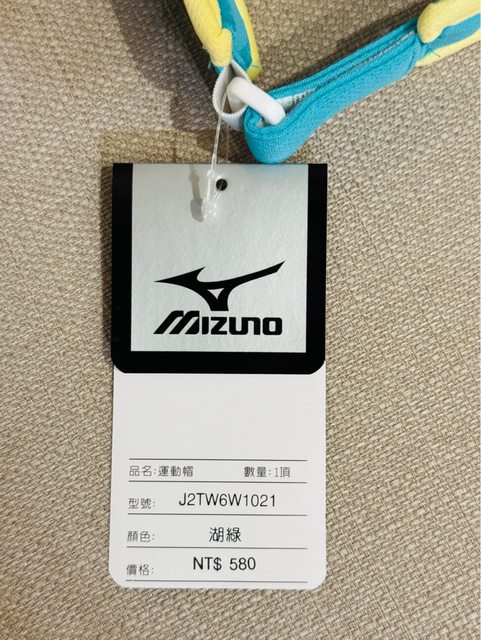 MIZUNO
品名:運動帽 數量:1頂
型號: J2TW6W1021
顏色: 湖綠
價格: NT$ 580